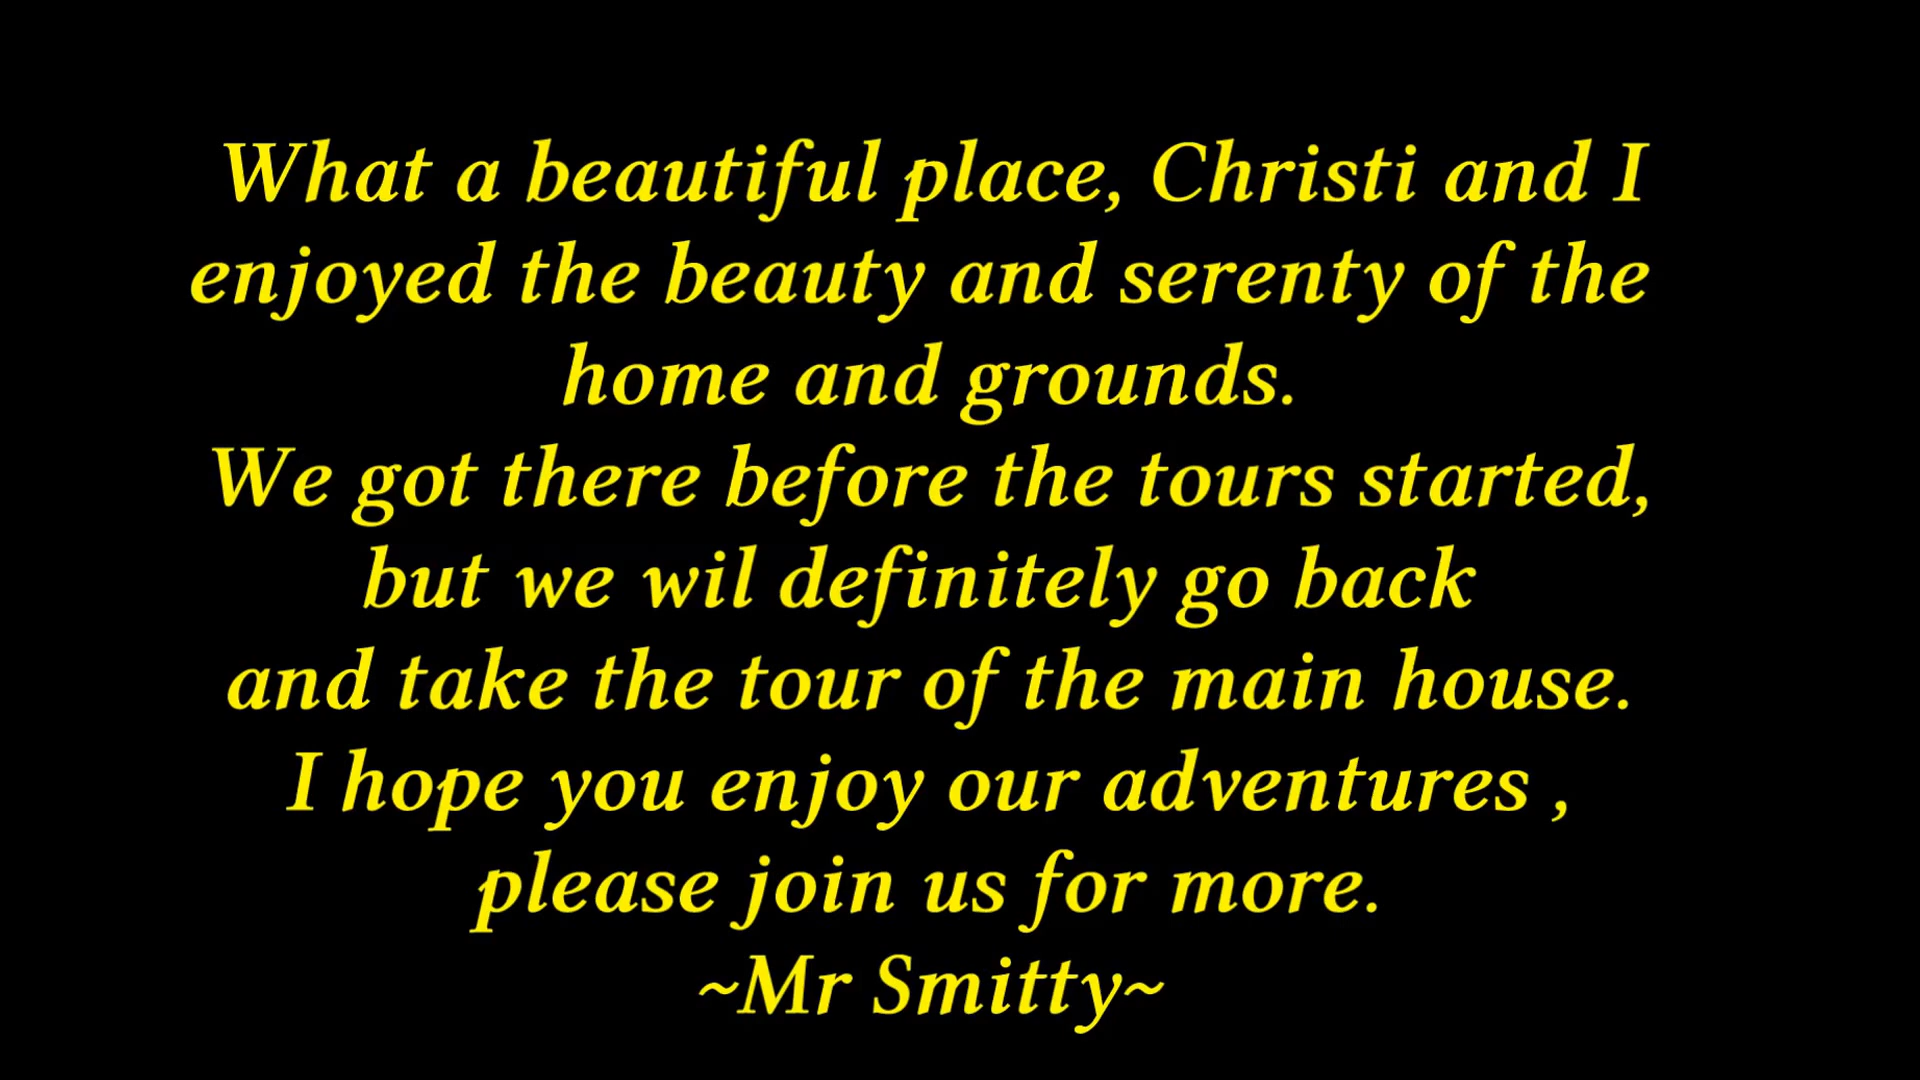 What a beautiful place, Christi and I
enjoyed the beauty and serenty of the
home and grounds.
We got there before the tours started,
but we wil definitely go back
and take the tour of the main house.
I hope you enjoy our adventures ,
please join us for more.
~Mr Smitty~